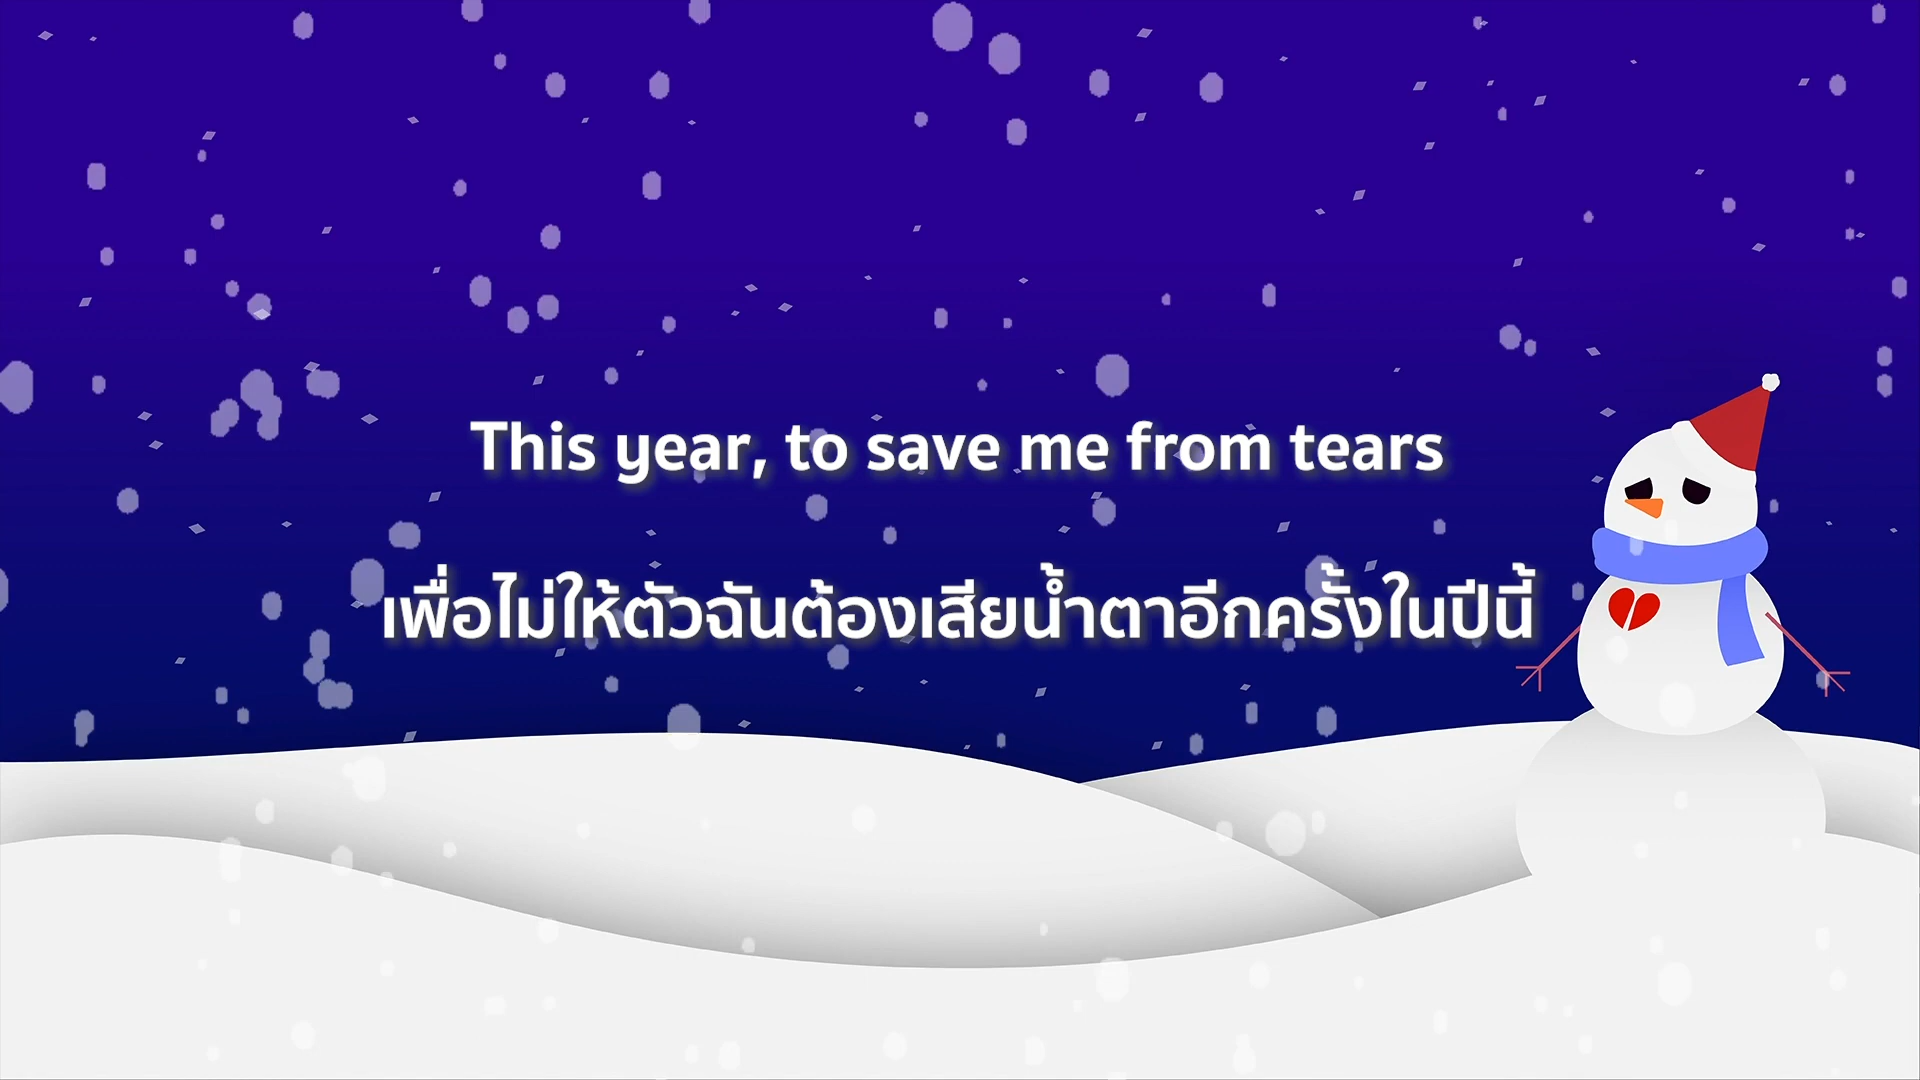 This year, to save me from tears
เพื่อไม่ให้ตัวฉันต้องเสียน้ำตาอีกครั้งในปีนี้